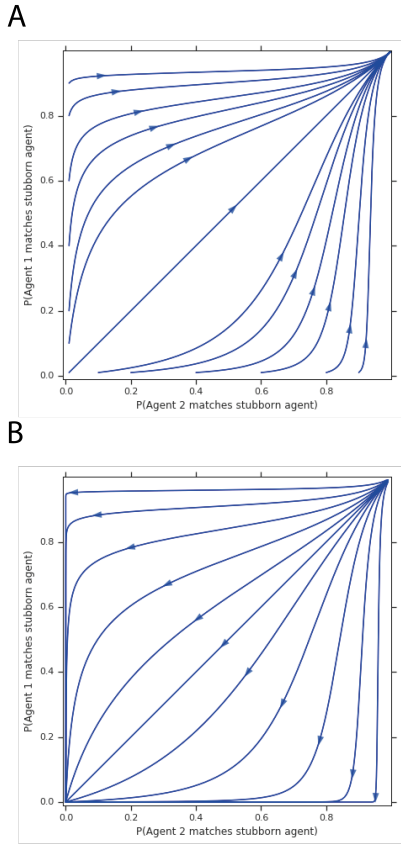 A
P(Agent 1 matches stubborn agent)
0.8
0.6
0.4
0.2
0.0
0.0 0.2 0.4 0.6 0.8
P(Agent 2 matches stubborn agent)
B
P(Agent 1 matches stubborn agent)
0.8
0.6
0.4
0.2
0.0
0.0 0.2 0.4 0.6 0.8
P(Agent 2 matches stubborn agent)